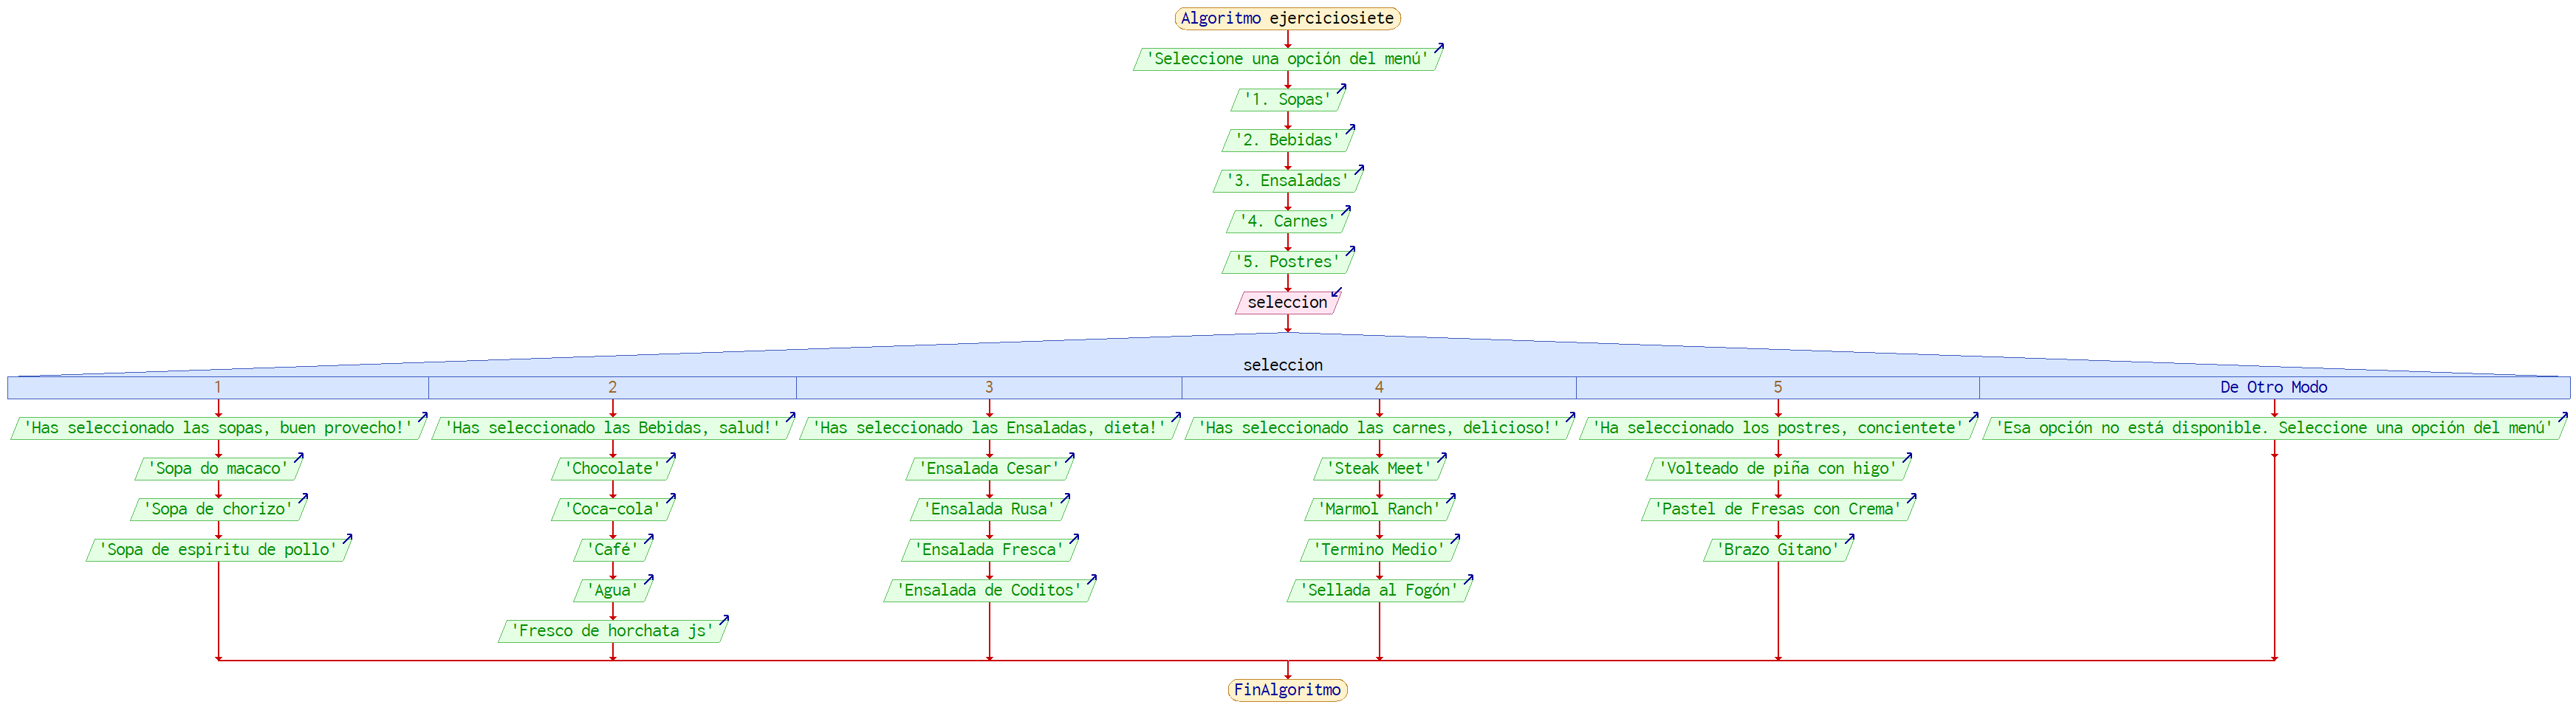 Algoritmo ejerciciosiete
'Seleccione una opción del menú'
'1. Sopas'
'2. Bebidas'
'3. Ensaladas'
'4. Carnes'
'5. Postres'
seleccion
seleccion
1
2
3
4
5
De Otro Modo
'Has seleccionado las sopas, buen provecho!'
'Sopa do macaco'
'Sopa de chorizo'
'Sopa de espiritu de pollo'
'Has seleccionado las Bebidas, salud!'
'Chocolate'
'Coca-cola'
'Café'
'Agua'
'Fresco de horchata js'
'Has seleccionado las Ensaladas, dieta!'
'Ensalada Cesar'
'Ensalada Rusa'
'Ensalada Fresca'
'Ensalada de Coditos'
'Has seleccionado las carnes, delicioso!'
'Steak Meet'
'Marmol Ranch'
'Termino Medio'
'Sellada al Fogón'
'Ha seleccionado los postres, concientete'
'Volteado de piña con higo'
'Pastel de Fresas con Crema'
'Brazo Gitano'
'Esa opción no está disponible. Seleccione una opción del menú'
FinAlgoritmo